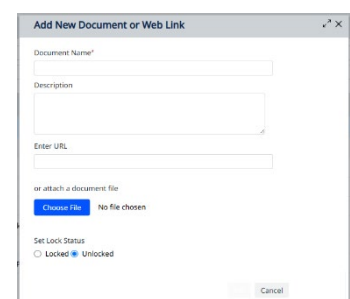 Add New Document or Web Link
Document Name*
Description
Enter URL
or attach a document file
Choose File No file chosen
Set Lock Status
Locked Unlocked
Cancel